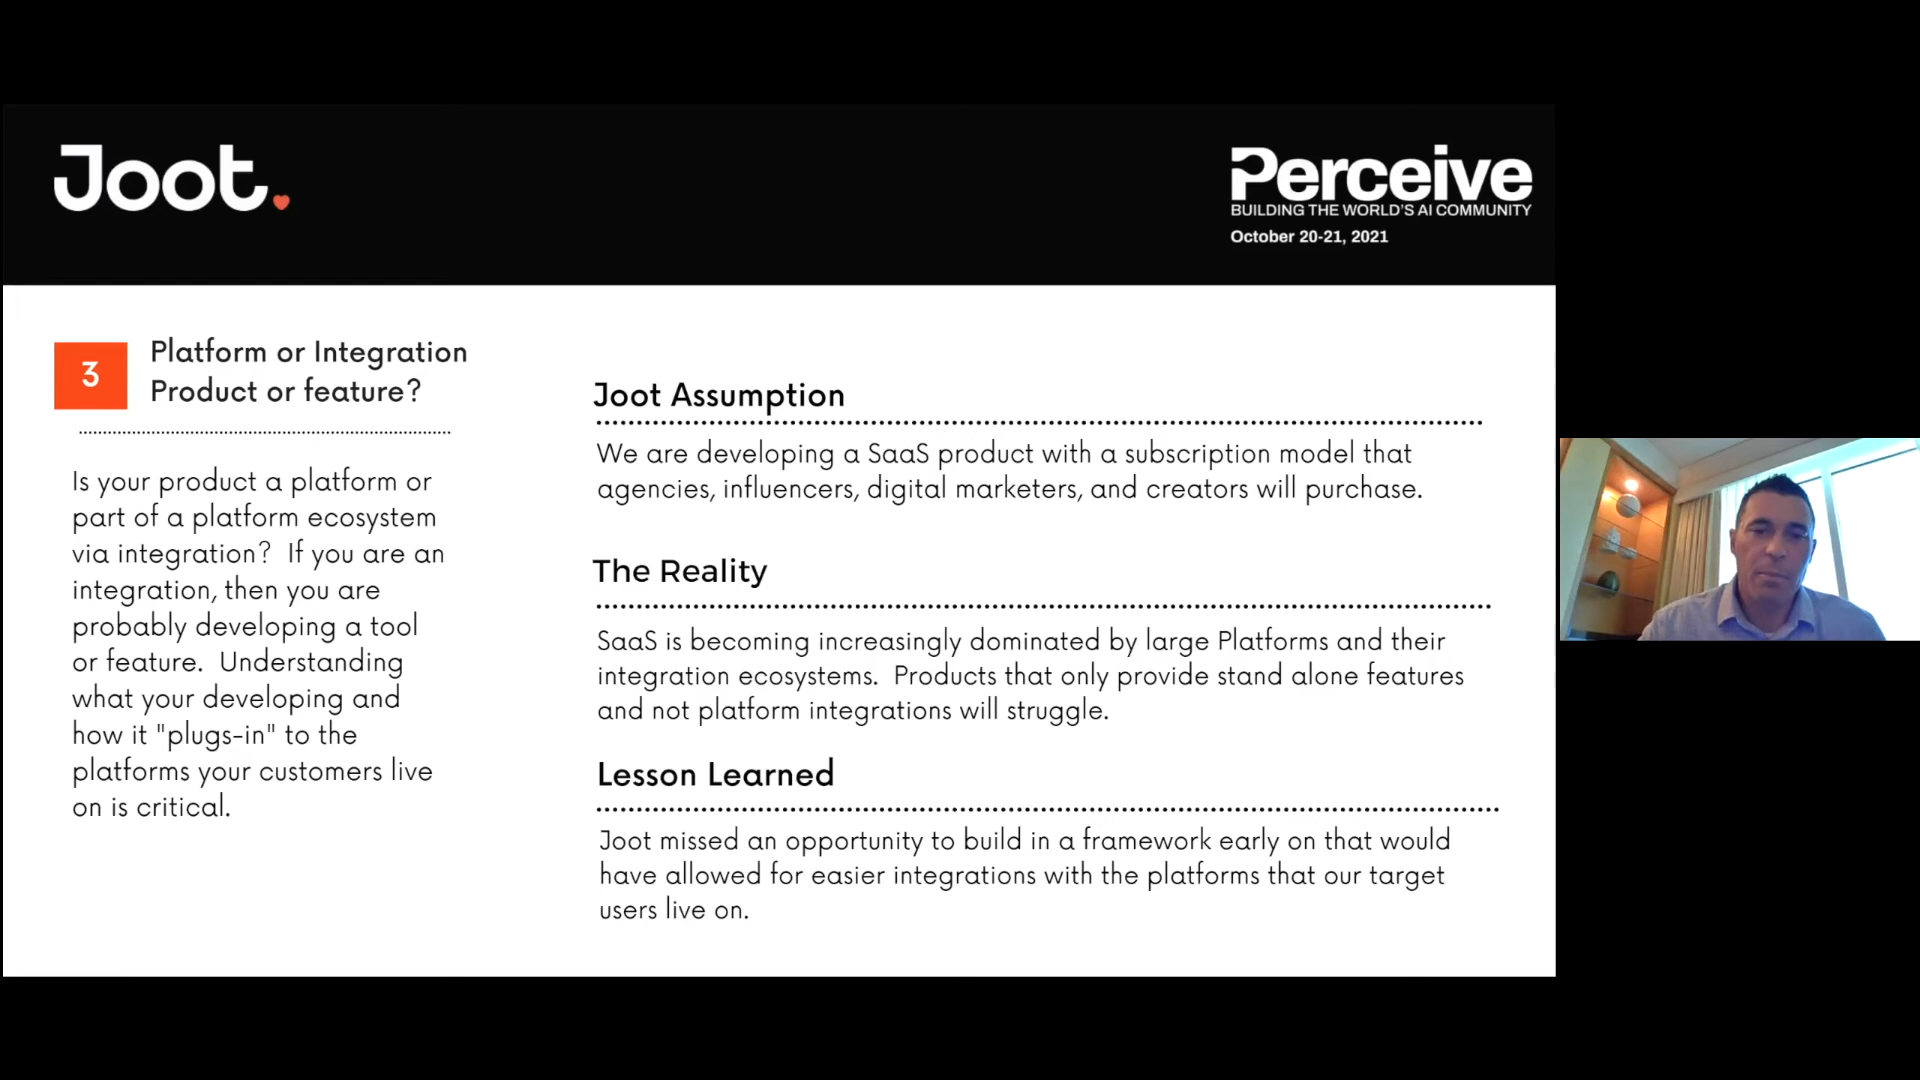 Joot.
Perceive
BUILDING THE WORLD'S AI COMMUNITY
October 20-21, 2021
3
Platform or Integration
Product or feature?
Is your product a platform or
part of a platform ecosystem
via integration? If you are an
integration, then you are
probably developing a tool
or feature. Understanding
what your developing and
how it "plugs-in" to the
platforms your customers live
on is critical.
Joot Assumption
We are developing a SaaS product with a subscription model that
agencies, influencers, digital marketers, and creators will purchase.
The Reality
SaaS is becoming increasingly dominated by large Platforms and their
integration ecosystems. Products that only provide stand alone features
and not platform integrations will struggle.
Lesson Learned
Joot missed an opportunity to build in a framework early on that would
have allowed for easier integrations with the platforms that our target
users live on.